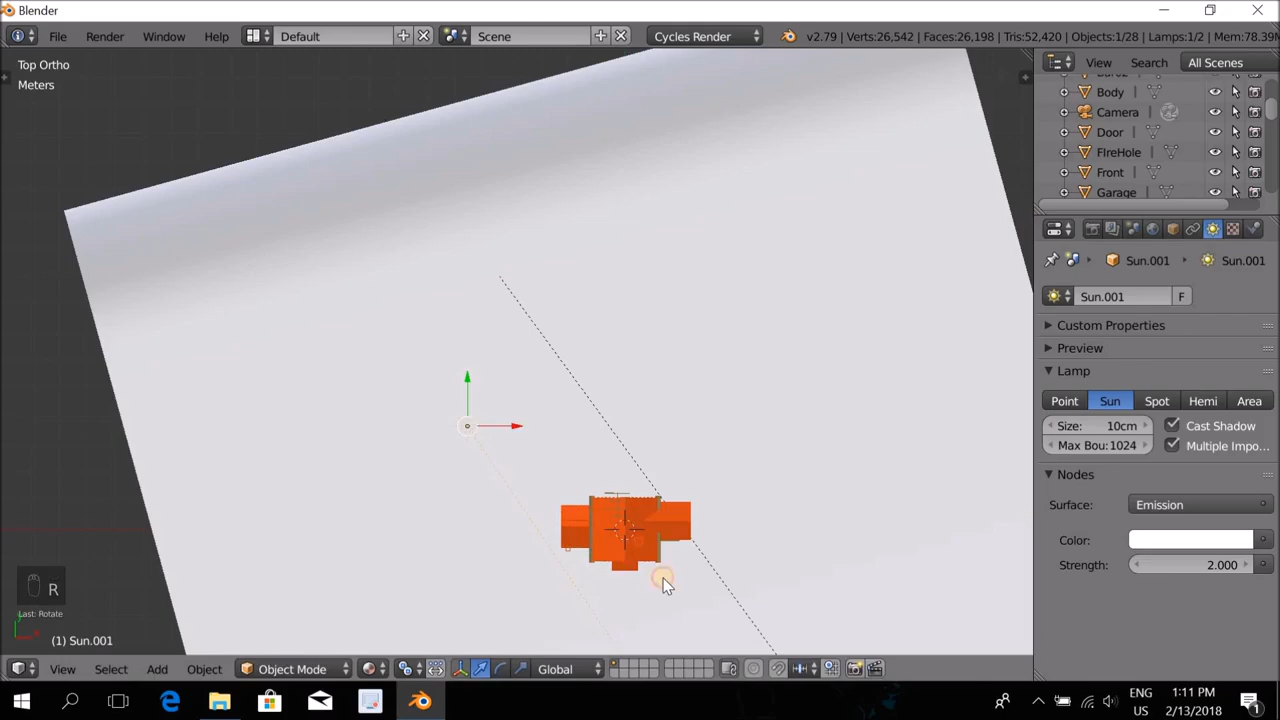 Blender
File Render Window Help Default Scene Cycles Render v2.79 | Verts:26,542 | Faces:26,198 | Tris:52,420 | Objects:1/28 | Lamps:1/2 | Mem:78.39M
Top Ortho
Meters
View Search All Scenes
Body
Camera
Door
FIreHole
Front
Garage
Sun.001 Sun.001
Sun.001 F
Custom Properties
Preview
Lamp
Point Sun Spot Hemi Area
Size: 10cm Cast Shadow
Max Bou: 1024 Multiple Impo...
Nodes
Surface: Emission
Color:
Strength: 2.000
R
Last: Rotate
(1) Sun.001
View Select Add Object Object Mode Global
ENG 1:11 PM
US 2/13/2018
1